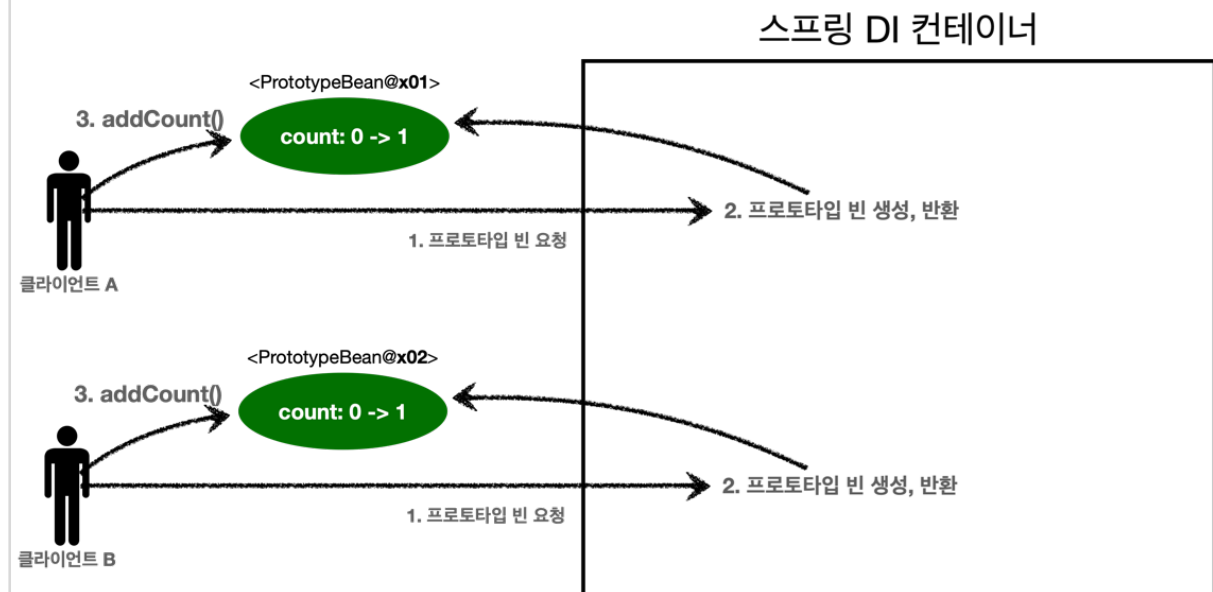 스프링 DI 컨테이너
<PrototypeBean@x01>
3. addCount()
count: 0 -> 1
2. 프로토타입 빈 생성, 반환
1. 프로토타입 빈 요청
클라이언트 A
<PrototypeBean@x02>
3. addCount()
count: 0 -> 1
2. 프로토타입 빈 생성, 반환
1. 프로토타입 빈 요청
클라이언트 B